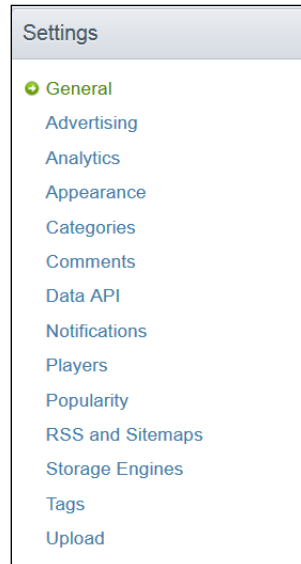 Settings
General
Advertising
Analytics
Appearance
Categories
Comments
Data API
Notifications
Players
Popularity
RSS and Sitemaps
Storage Engines
Tags
Upload